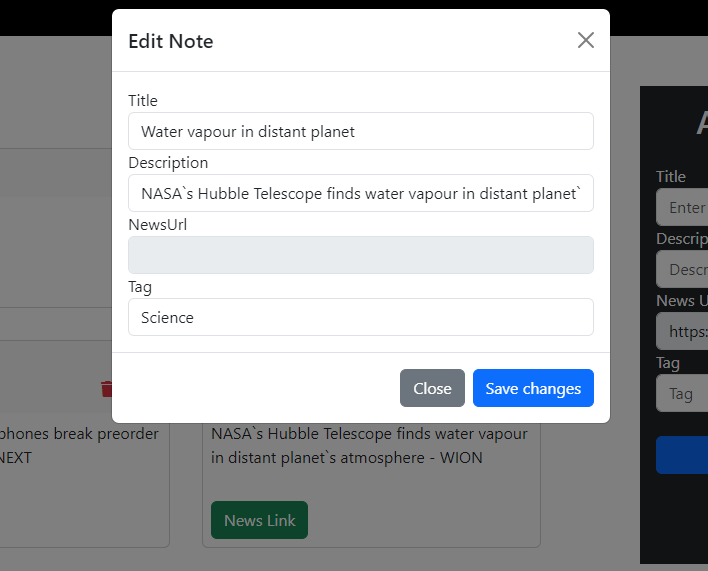 Edit Note
Title
Water vapour in distant planet
Description
NASA`s Hubble Telescope finds water vapour in distant planet`
NewsUrl
Tag
Science
Close
Save changes
phones break preorder
NEXT
NASA`s Hubble Telescope finds water vapour
in distant planet`s atmosphere - WION
News Link
A
Title
Enter
Descrip
Descr
News U
https:
Tag
Tag